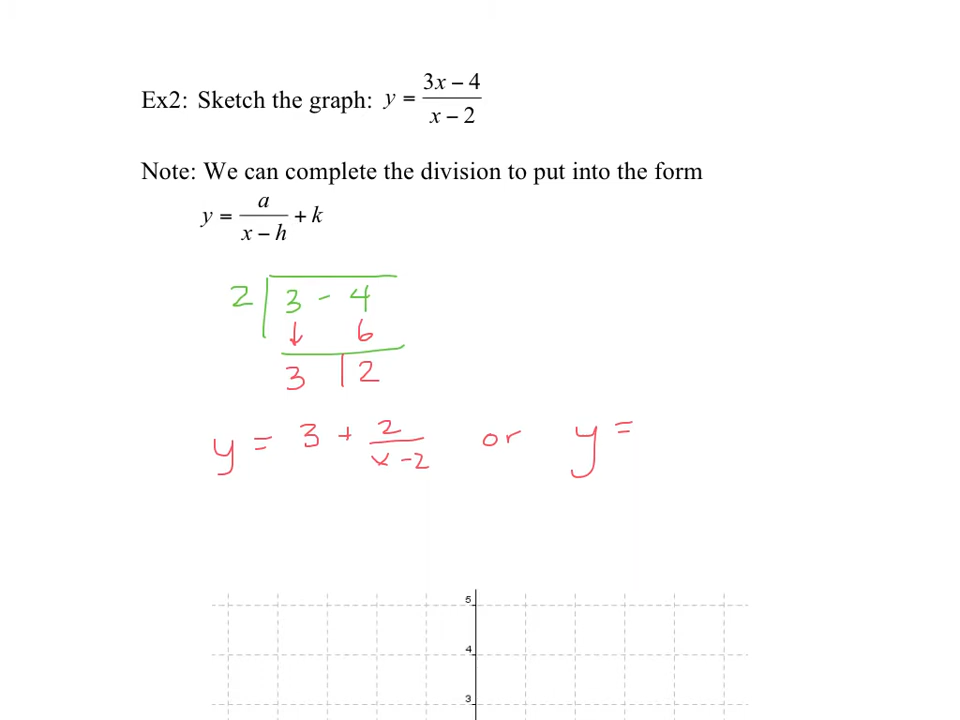 Ex2: Sketch the graph: y = (3x − 4)/(x − 2)
Note: We can complete the division to put into the form
y = a/(x − h) + k
2 | 3 - 4
↓ 6
3 | 2
y = 3 + 2/(x - 2) or y =
5
4
3